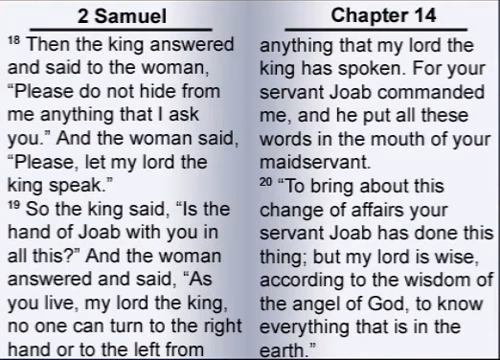 2 Samuel
18 Then the king answered
and said to the woman,
“Please do not hide from
me anything that I ask
you.” And the woman said,
“Please, let my lord the
king speak.”
19 So the king said, “Is the
hand of Joab with you in
all this?” And the woman
answered and said, “As
you live, my lord the king,
no one can turn to the right
hand or to the left from
Chapter 14
anything that my lord the
king has spoken. For your
servant Joab commanded
me, and he put all these
words in the mouth of your
maidservant.
20 “To bring about this
change of affairs your
servant Joab has done this
thing; but my lord is wise,
according to the wisdom of
the angel of God, to know
everything that is in the
earth.”